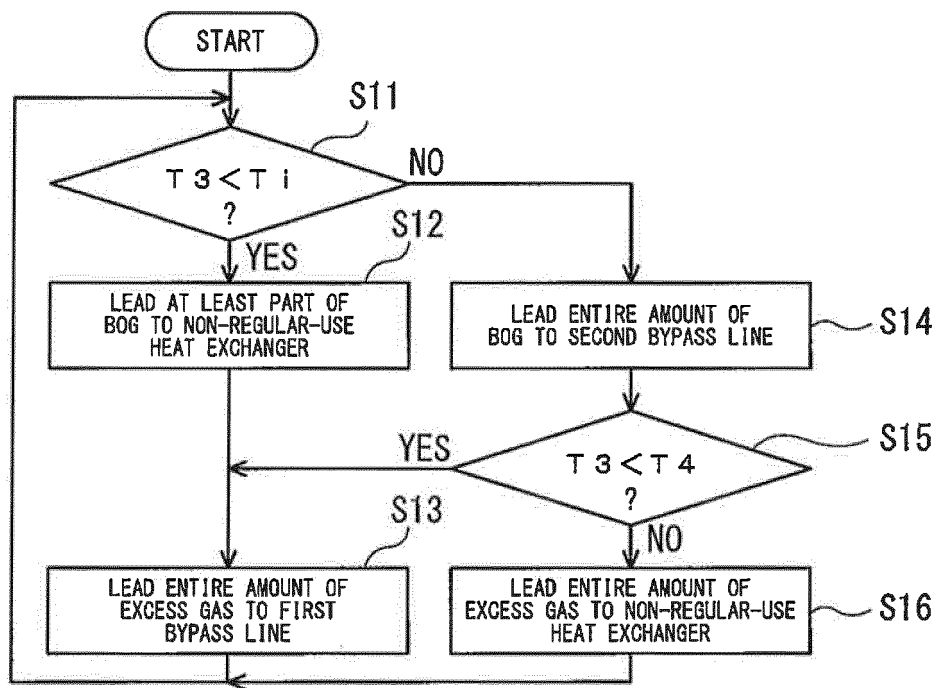 START
S11
T3<Ti
?
NO
YES
S12
LEAD AT LEAST PART OF
BOG TO NON-REGULAR-USE
HEAT EXCHANGER
LEAD ENTIRE AMOUNT OF
BOG TO SECOND BYPASS LINE
S14
YES
T3<T4
?
S15
NO
S13
LEAD ENTIRE AMOUNT OF
EXCESS GAS TO FIRST
BYPASS LINE
LEAD ENTIRE AMOUNT OF
EXCESS GAS TO NON-REGULAR-USE
HEAT EXCHANGER
S16